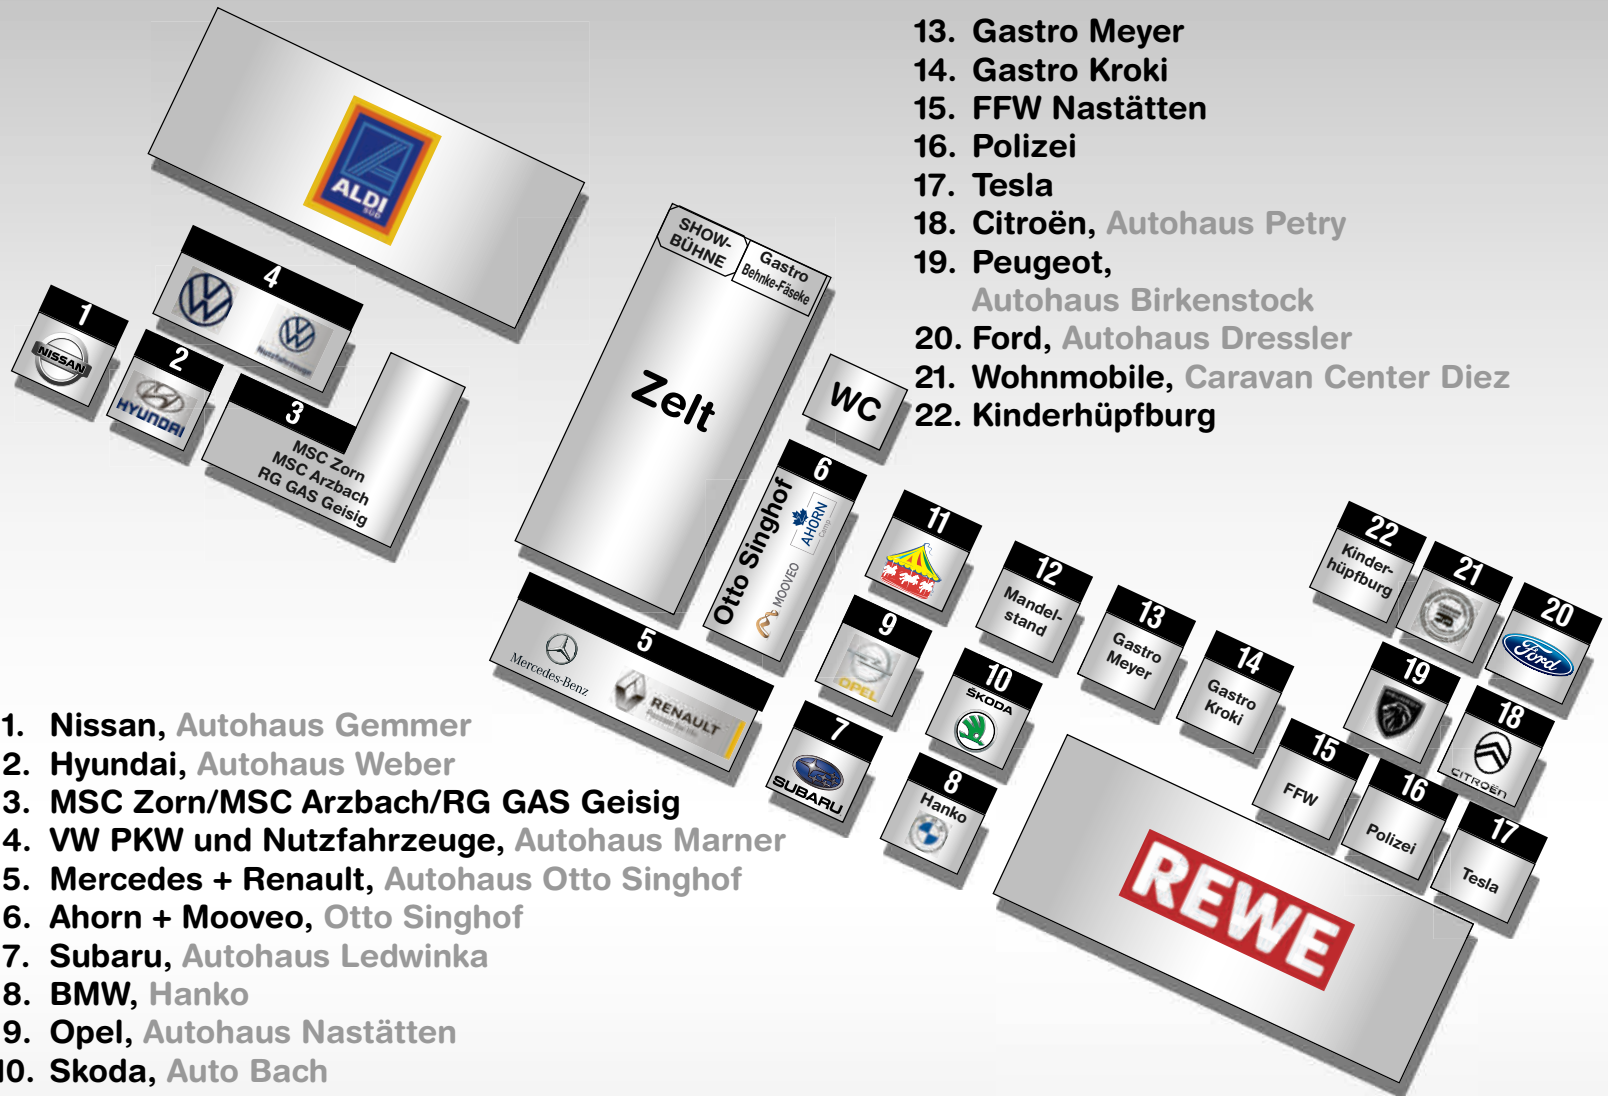 13. Gastro Meyer
14. Gastro Kroki
15. FFW Nastätten
16. Polizei
17. Tesla
18. Citroën, Autohaus Petry
19. Peugeot,
Autohaus Birkenstock
20. Ford, Autohaus Dressler
21. Wohnmobile, Caravan Center Diez
22. Kinderhüpfburg
ALDI
SÜD
SHOW-
BÜHNE
Gastro
Behnke-Fäseke
Zelt
WC
4
Nutzfahrzeuge
1
NISSAN
2
HYUNDAI
3
MSC Zorn
MSC Arzbach
RG GAS Geisig
6
Otto Singhof
AHORN
Camp
MOOVEO
5
Mercedes-Benz
RENAULT
11
12
Mandel-
stand
13
Gastro
Meyer
14
Gastro
Kroki
9
OPEL
10
ŠKODA
7
SUBARU
8
Hanko
15
FFW
16
Polizei
17
Tesla
22
Kinder-
hüpfburg
21
20
Ford
19
18
CITROËN
REWE
1. Nissan, Autohaus Gemmer
2. Hyundai, Autohaus Weber
3. MSC Zorn/MSC Arzbach/RG GAS Geisig
4. VW PKW und Nutzfahrzeuge, Autohaus Marner
5. Mercedes + Renault, Autohaus Otto Singhof
6. Ahorn + Mooveo, Otto Singhof
7. Subaru, Autohaus Ledwinka
8. BMW, Hanko
9. Opel, Autohaus Nastätten
10. Skoda, Auto Bach